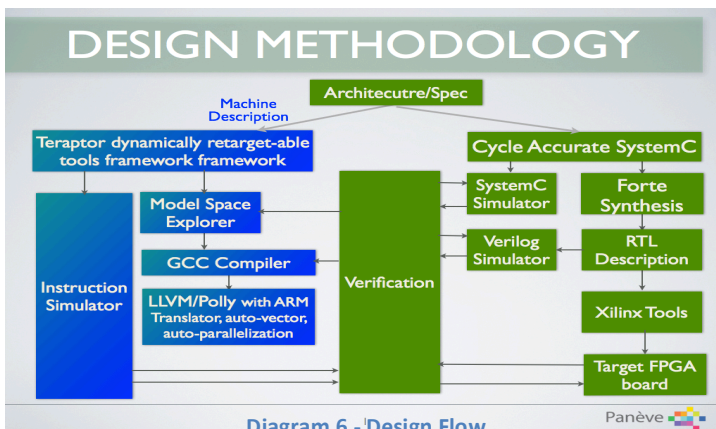 DESIGN METHODOLOGY
Architecutre/Spec
Machine
Description
Teraptor dynamically retarget-able
tools framework framework
Cycle Accurate SystemC
Model Space
Explorer
SystemC
Simulator
Forte
Synthesis
GCC Compiler
Verilog
Simulator
RTL
Description
Instruction
Simulator
Verification
LLVM/Polly with ARM
Translator, auto-vector,
auto-parallelization
Xilinx Tools
Target FPGA
board
Panève
Diagram 6 - Design Flow